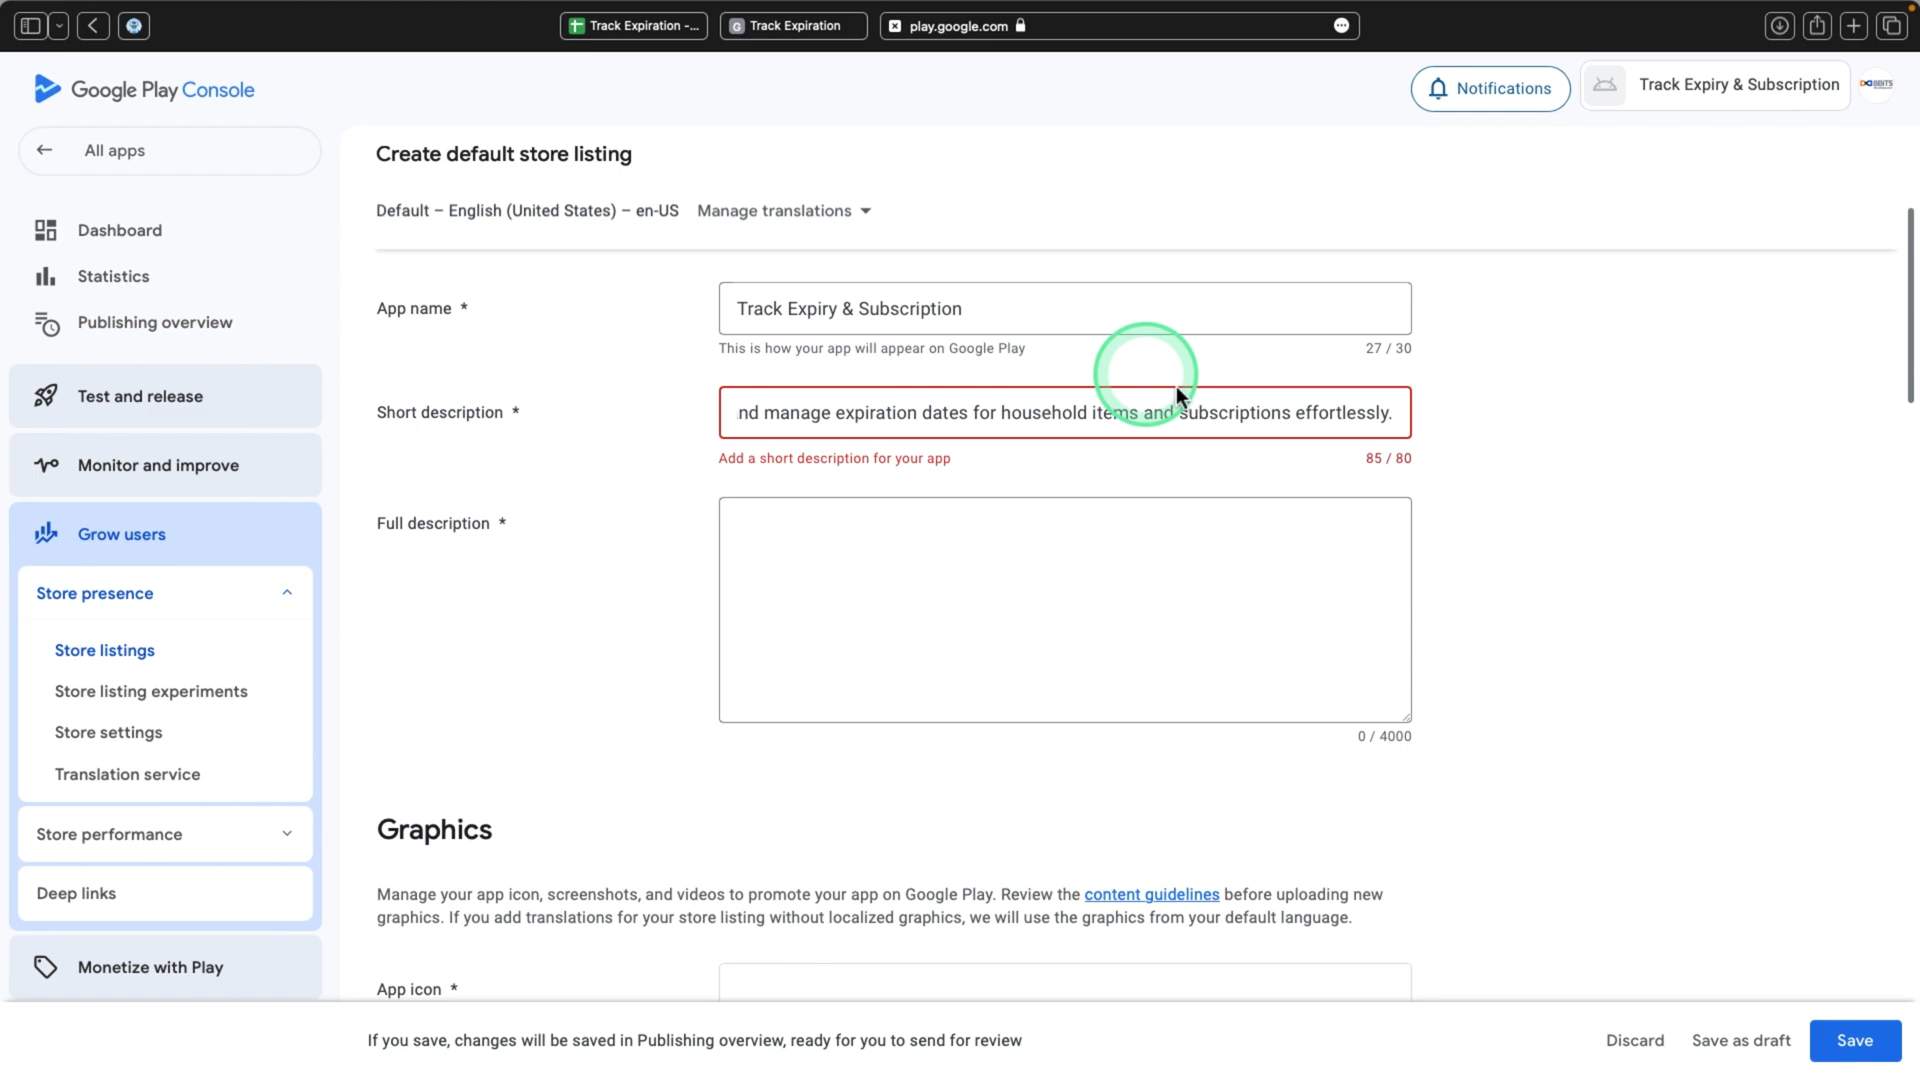 Track Expiration -...
Track Expiration
play.google.com
Google Play Console
Notifications
Track Expiry & Subscription
All apps
Dashboard
Statistics
Publishing overview
Test and release
Monitor and improve
Grow users
Store presence
Store listings
Store listing experiments
Store settings
Translation service
Store performance
Deep links
Monetize with Play
Create default store listing
Default – English (United States) – en-US Manage translations
App name *
Track Expiry & Subscription
This is how your app will appear on Google Play 27 / 30
Short description *
nd manage expiration dates for household items and subscriptions effortlessly.
Add a short description for your app 85 / 80
Full description *
0 / 4000
Graphics
Manage your app icon, screenshots, and videos to promote your app on Google Play. Review the content guidelines before uploading new
graphics. If you add translations for your store listing without localized graphics, we will use the graphics from your default language.
App icon *
If you save, changes will be saved in Publishing overview, ready for you to send for review
Discard
Save as draft
Save